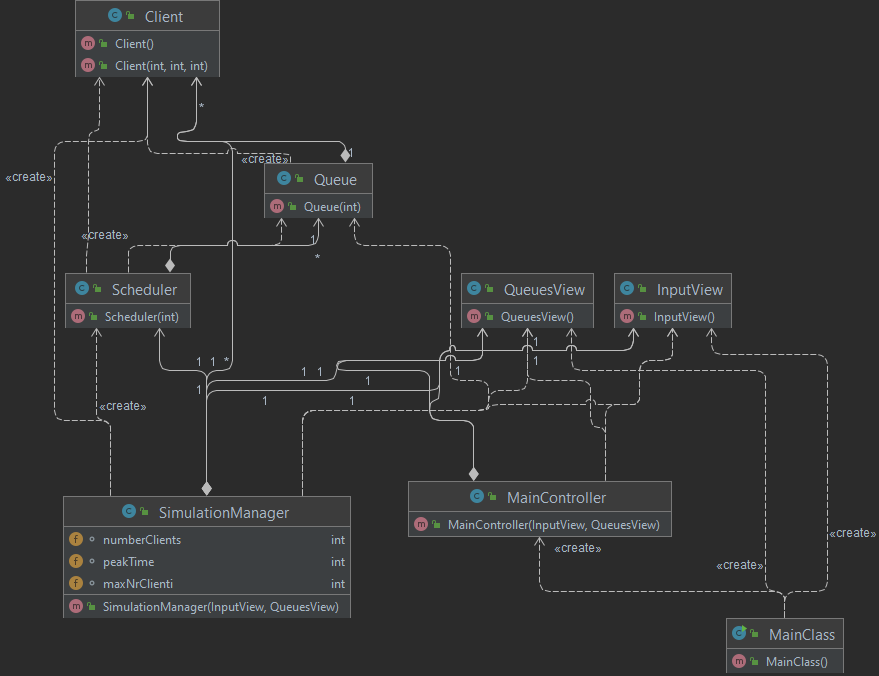 Client
Client()
Client(int, int, int)
*
1
«create»
«create»
Queue
Queue(int)
«create»
1
*
Scheduler
Scheduler(int)
QueuesView
QueuesView()
InputView
InputView()
1
1 1 *
1
1 1
1
1
1
1
1
«create»
SimulationManager
numberClients int
peakTime int
maxNrClienti int
SimulationManager(InputView, QueuesView)
MainController
MainController(InputView, QueuesView)
«create»
«create»
«create»
MainClass
MainClass()